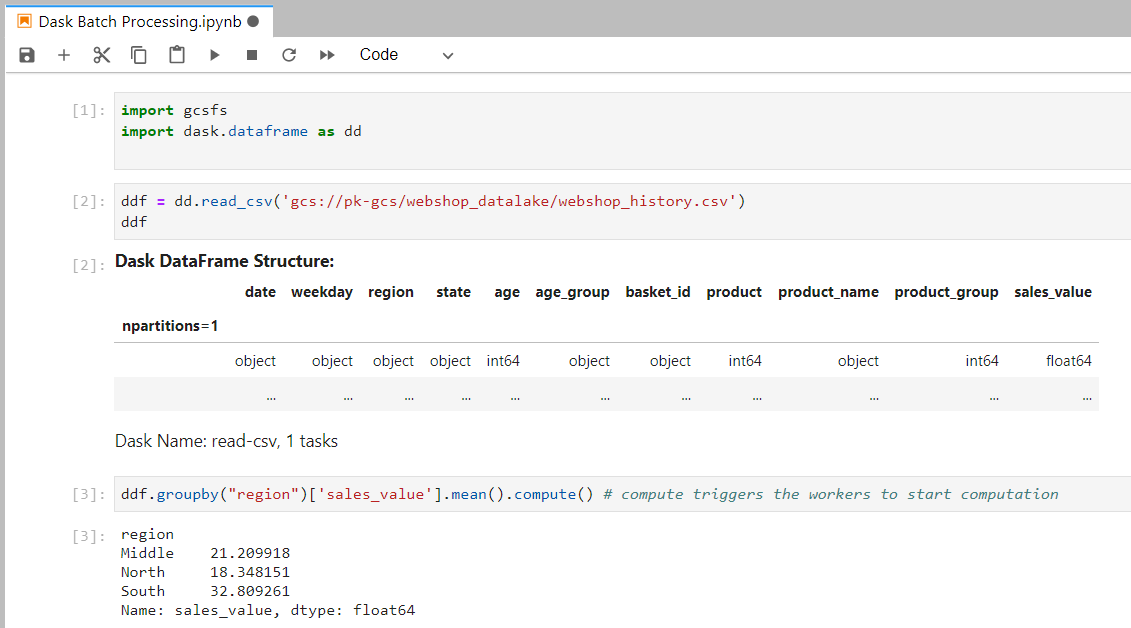 Dask Batch Processing.ipynb
Code
[1]: import gcsfs
import dask.dataframe as dd
[2]: ddf = dd.read_csv('gcs://pk-gcs/webshop_datalake/webshop_history.csv')
ddf
[2]: Dask DataFrame Structure:
date weekday region state age age_group basket_id product product_name product_group sales_value
npartitions=1
object object object object int64 object object int64 object int64 float64
... ... ... ... ... ... ... ... ... ... ...
Dask Name: read-csv, 1 tasks
[3]: ddf.groupby("region")['sales_value'].mean().compute() # compute triggers the workers to start computation
[3]: region
Middle 21.209918
North 18.348151
South 32.809261
Name: sales_value, dtype: float64